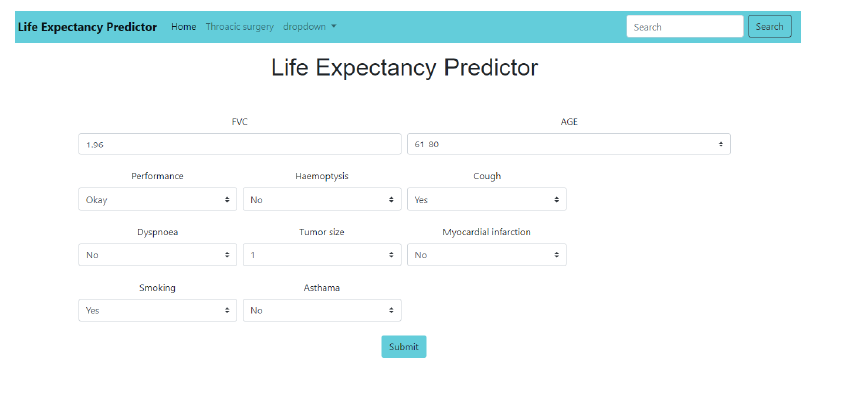 Life Expectancy Predictor Home Throacic surgery dropdown Search Search
Life Expectancy Predictor
FVC AGE
1.96 61 80
Performance Haemoptysis Cough
Okay No Yes
Dyspnoea Tumor size Myocardial infarction
No 1 No
Smoking Asthama
Yes No
Submit